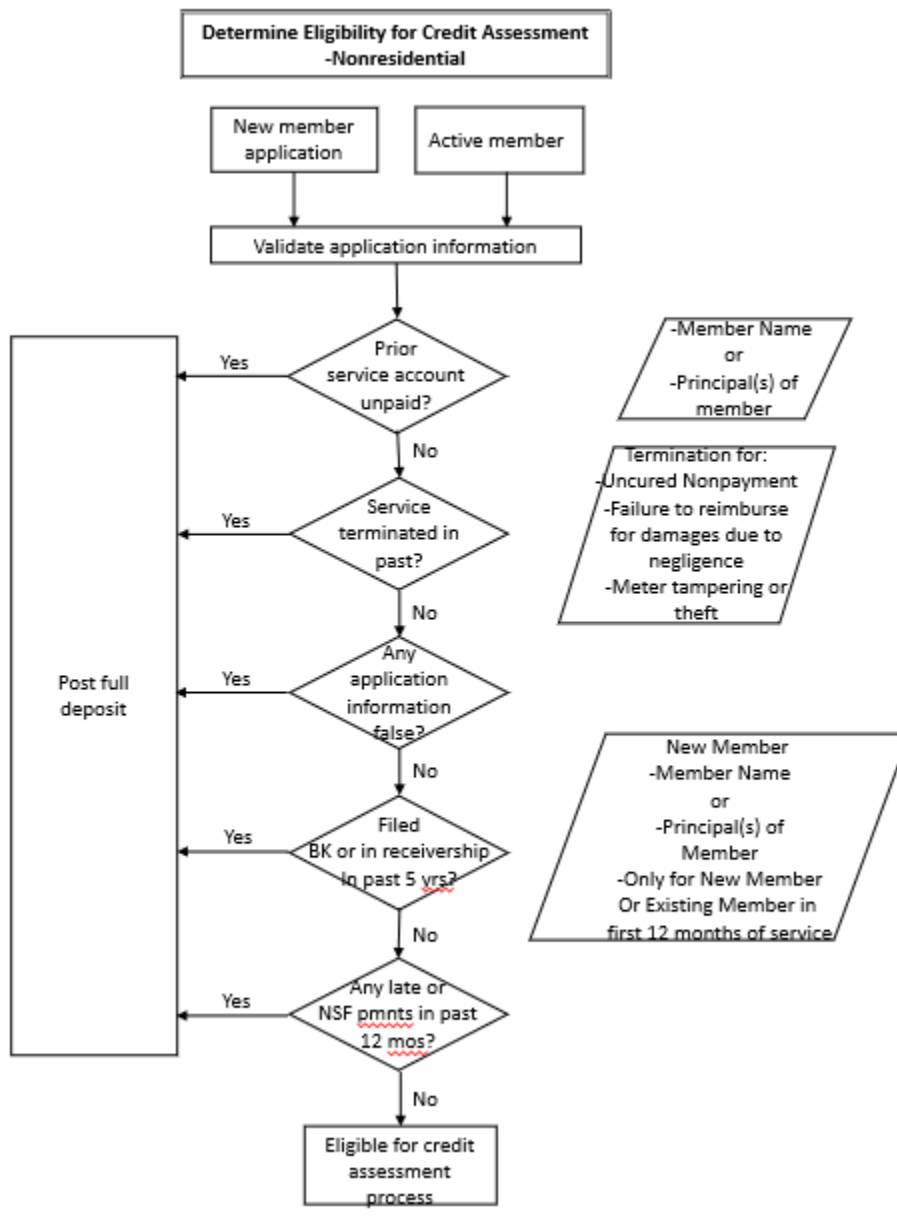 Determine Eligibility for Credit Assessment
-Nonresidential
New member
application
Active member
Validate application information
Prior
service account
unpaid?
Yes
No
-Member Name
or
-Principal(s) of
member
Service
terminated in
past?
Yes
No
Termination for:
-Uncured Nonpayment
-Failure to reimburse
for damages due to
negligence
-Meter tampering or
theft
Any
application
information
false?
Yes
No
Post full
deposit
Filed
BK or in receivership
in past 5 yrs?
Yes
No
New Member
-Member Name
or
-Principal(s) of
Member
-Only for New Member
Or Existing Member in
first 12 months of service
Any late or
NSF pmnts in past
12 mos?
Yes
No
Eligible for credit
assessment
process